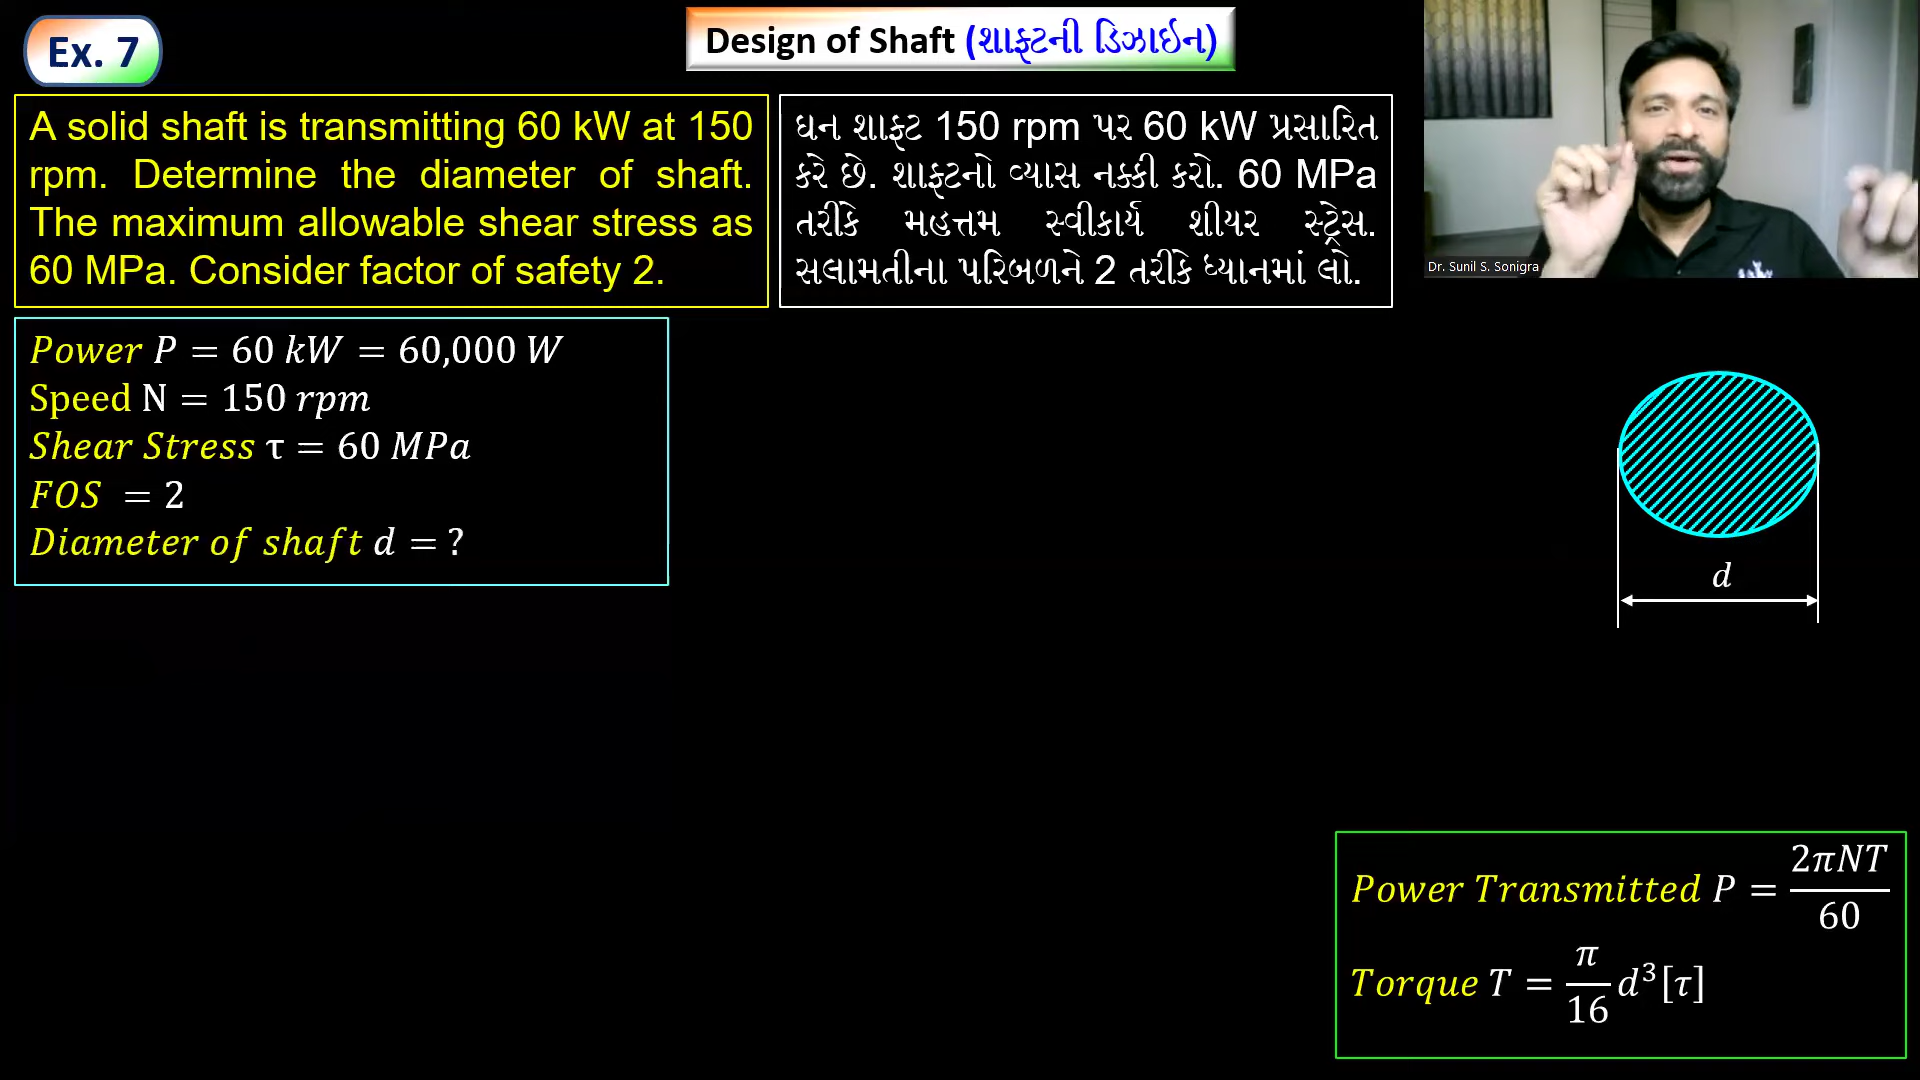 Ex. 7
Design of Shaft (શાફ્ટની ડિઝાઈન)
A solid shaft is transmitting 60 kW at 150
rpm. Determine the diameter of shaft.
The maximum allowable shear stress as
60 MPa. Consider factor of safety 2.
ઘન શાફ્ટ 150 rpm પર 60 kW પ્રસારિત
કરે છે. શાફ્ટનો વ્યાસ નક્કી કરો. 60 MPa
તરીકે મહત્તમ સ્વીકાર્ય શીયર સ્ટ્રેસ.
સલામતીના પરિબળને 2 તરીકે ધ્યાનમાં લો.
Dr. Sunil S. Sonigra
Power P = 60 kW = 60,000 W
Speed N = 150 rpm
Shear Stress τ = 60 MPa
FOS = 2
Diameter of shaft d = ?
d
Power Transmitted P = 2πNT/60
Torque T = π/16 d³[τ]